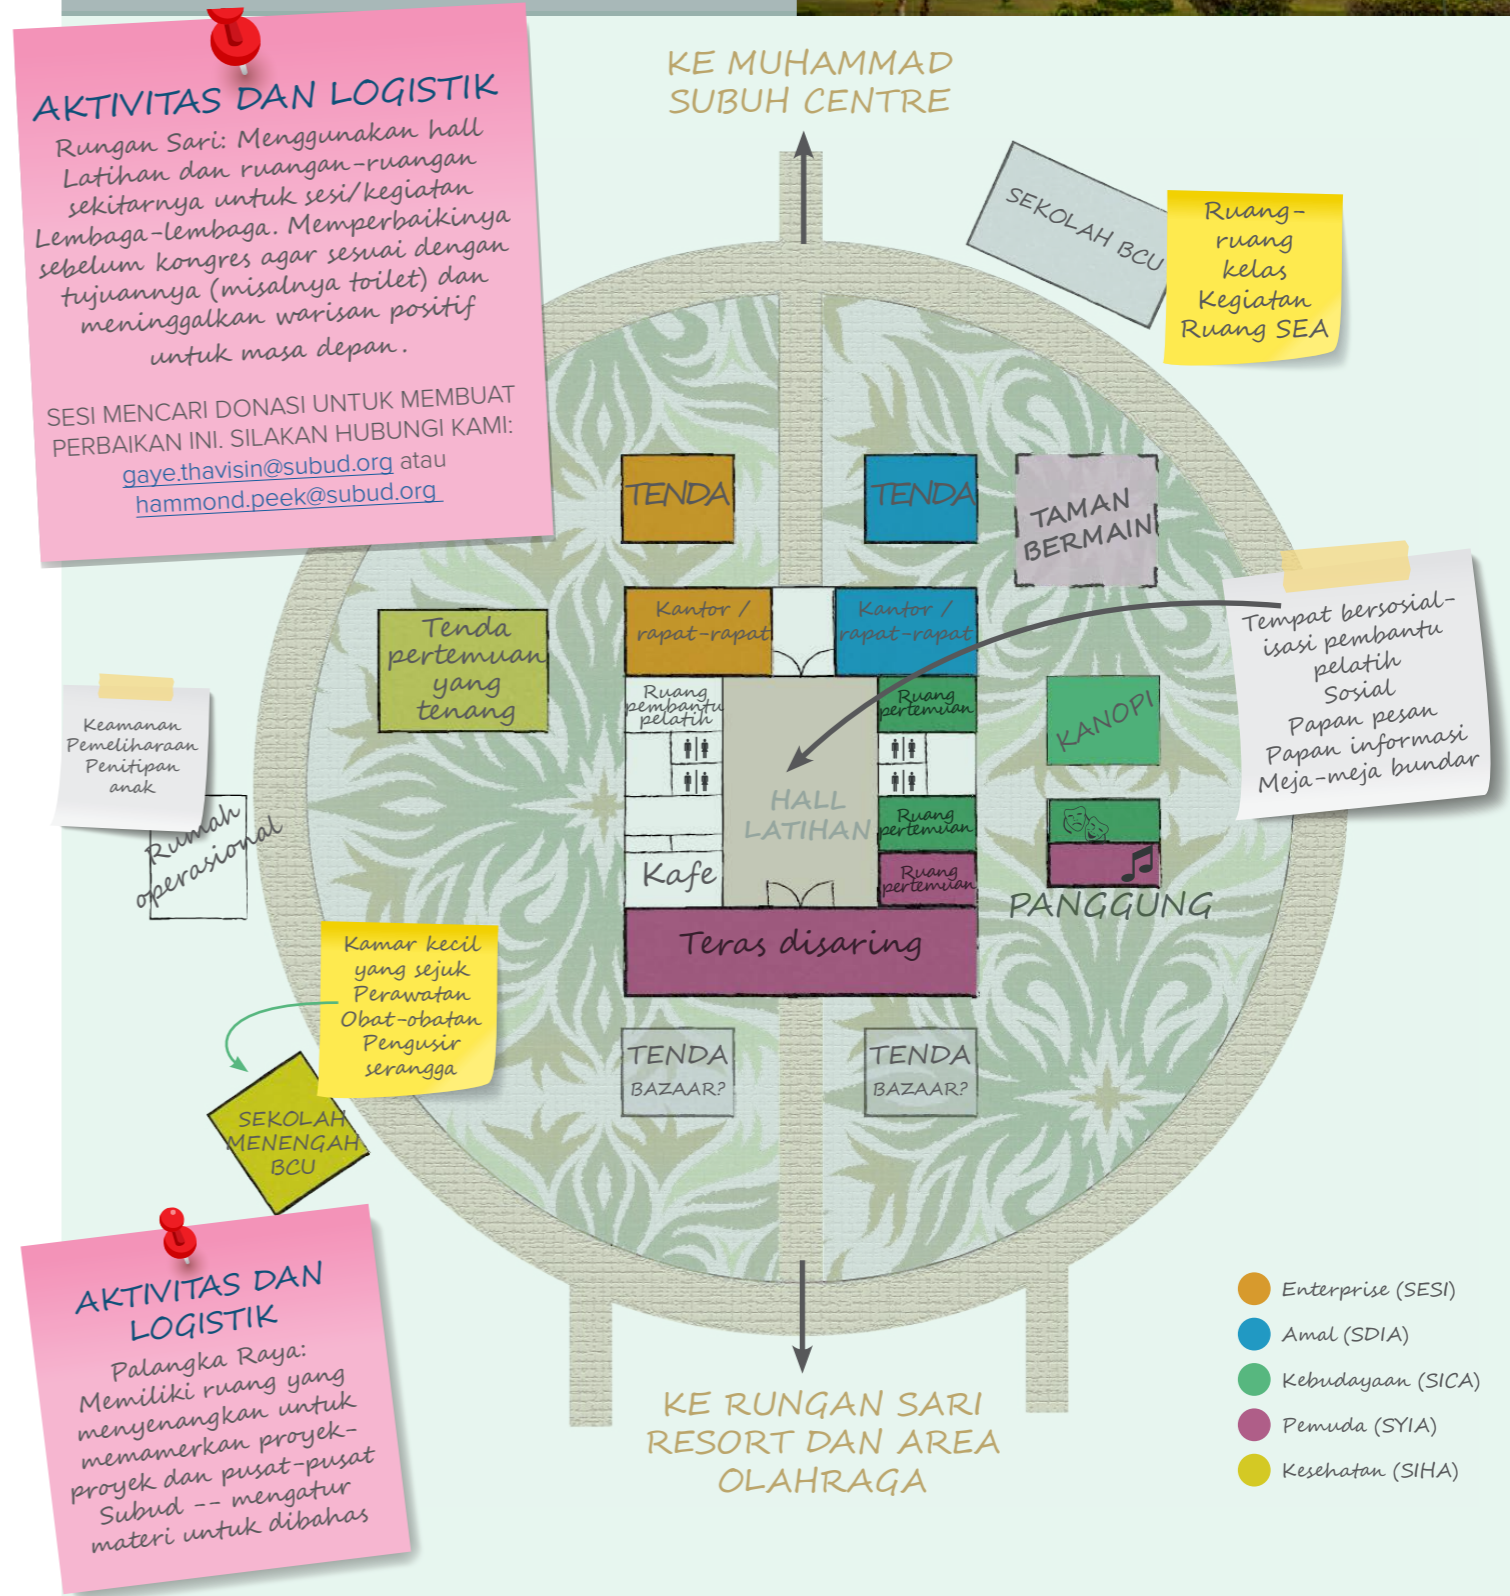 AKTIVITAS DAN LOGISTIK
Rungan Sari: Menggunakan hall
Latihan dan ruangan-ruangan
sekitarnya untuk sesi/kegiatan
Lembaga-lembaga. Memperbaikinya
sebelum kongres agar sesuai dengan
tujuannya (misalnya toilet) dan
meninggalkan warisan positif
untuk masa depan.
SESI MENCARI DONASI UNTUK MEMBUAT
PERBAIKAN INI. SILAKAN HUBUNGI KAMI:
gaye.thavisin@subud.org atau
hammond.peek@subud.org
KE MUHAMMAD
SUBUH CENTRE
SEKOLAH BCU
Ruang-
ruang
kelas
Kegiatan
Ruang SEA
TENDA
TENDA
TAMAN
BERMAIN
Tenda
pertemuan
yang
tenang
Kantor /
rapat-rapat
Kantor /
rapat-rapat
Tempat bersosial-
isasi pembantu
pelatih
Sosial
Papan pesan
Papan informasi
Meja-meja bundar
Keamanan
Pemeliharaan
Penitipan
anak
Rumah
operasional
Ruang
pembantu
pelatih
Ruang
pertemuan
KANOPI
HALL
LATIHAN
Ruang
pertemuan
Kafe
Ruang
pertemuan
PANGGUNG
Teras disaring
Kamar kecil
yang sejuk
Perawatan
Obat-obatan
Pengusir
serangga
SEKOLAH
MENENGAH
BCU
TENDA
BAZAAR?
TENDA
BAZAAR?
AKTIVITAS DAN
LOGISTIK
Palangka Raya:
Memiliki ruang yang
menyenangkan untuk
memamerkan proyek-
proyek dan pusat-pusat
Subud -- mengatur
materi untuk dibahas
KE RUNGAN SARI
RESORT DAN AREA
OLAHRAGA
Enterprise (SESI)
Amal (SDIA)
Kebudayaan (SICA)
Pemuda (SYIA)
Kesehatan (SIHA)